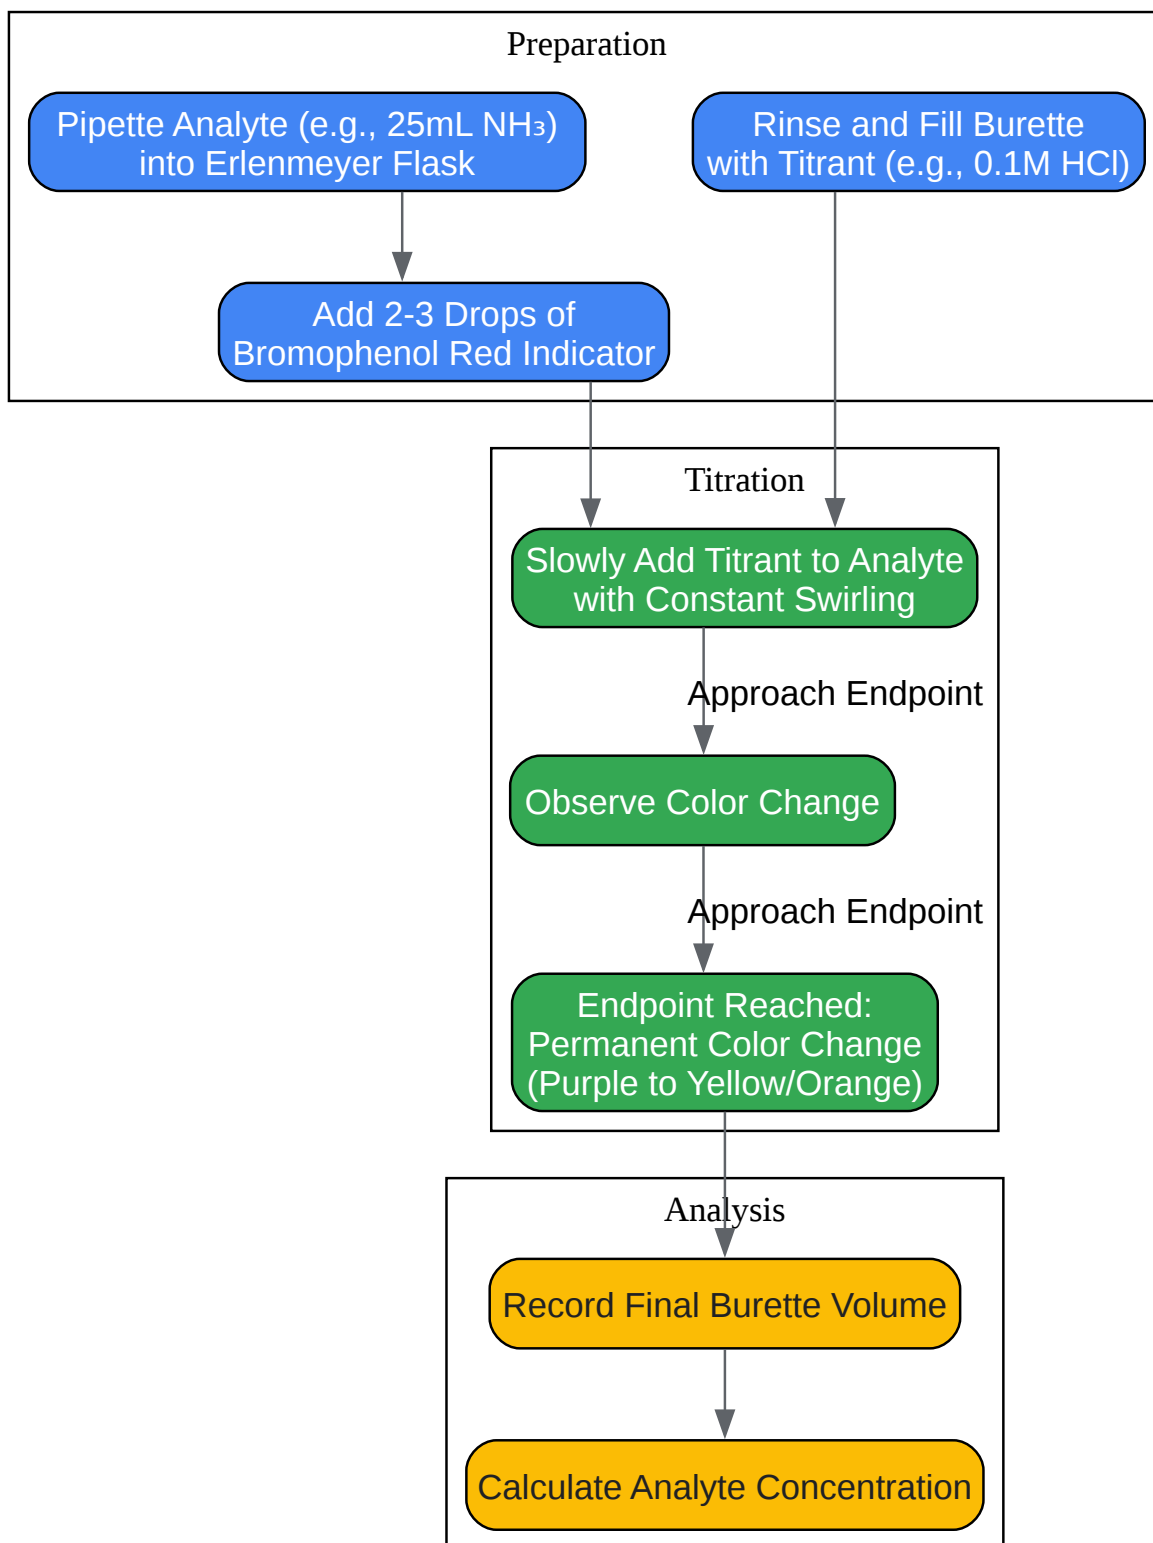 Preparation
Pipette Analyte (e.g., 25mL NH₃)
into Erlenmeyer Flask
Rinse and Fill Burette
with Titrant (e.g., 0.1M HCl)
Add 2-3 Drops of
Bromophenol Red Indicator
Titration
Slowly Add Titrant to Analyte
with Constant Swirling
Approach Endpoint
Observe Color Change
Approach Endpoint
Endpoint Reached:
Permanent Color Change
(Purple to Yellow/Orange)
Analysis
Record Final Burette Volume
Calculate Analyte Concentration